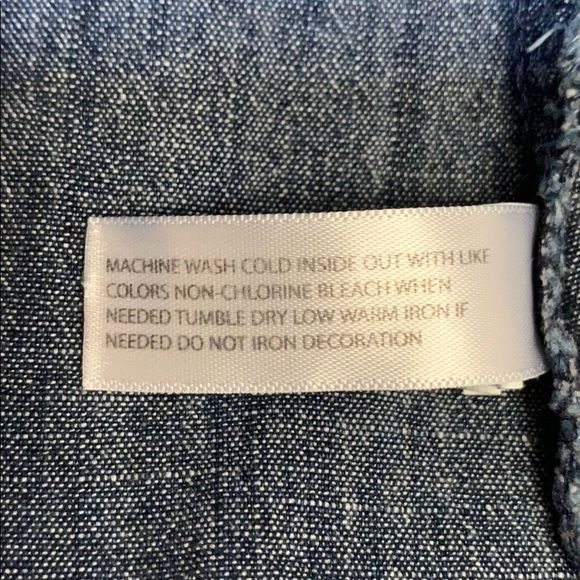 MACHINE WASH COLD INSIDE OUT WITH LIKE
COLORS NON-CHLORINE BLEACH WHEN
NEEDED TUMBLE DRY LOW WARM IRON IF
NEEDED DO NOT IRON DECORATION